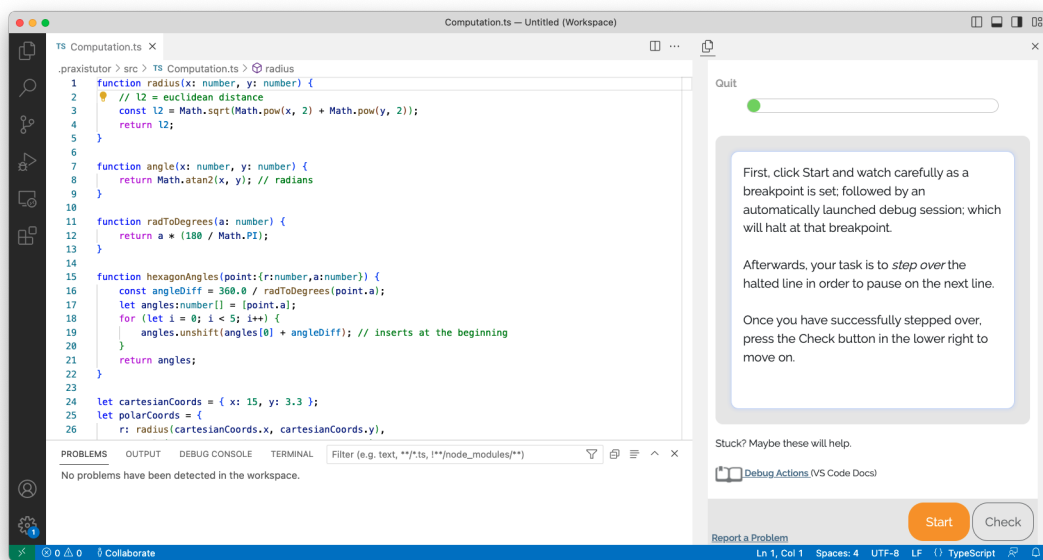 Computation.ts — Untitled (Workspace)
TS Computation.ts
.praxistutor > src > TS Computation.ts > radius
1 function radius(x: number, y: number) {
2 // l2 = euclidean distance
3 const l2 = Math.sqrt(Math.pow(x, 2) + Math.pow(y, 2));
4 return l2;
5 }
6
7 function angle(x: number, y: number) {
8 return Math.atan2(x, y); // radians
9 }
10
11 function radToDegrees(a: number) {
12 return a * (180 / Math.PI);
13 }
14
15 function hexagonAngles(point:{r:number,a:number}) {
16 const angleDiff = 360.0 / radToDegrees(point.a);
17 let angles:number[] = [point.a];
18 for (let i = 0; i < 5; i++) {
19 angles.unshift(angles[0] + angleDiff); // inserts at the beginning
20 }
21 return angles;
22 }
23
24 let cartesianCoords = { x: 15, y: 3.3 };
25 let polarCoords = {
26 r: radius(cartesianCoords.x, cartesianCoords.y),
PROBLEMS OUTPUT DEBUG CONSOLE TERMINAL Filter (e.g. text, **/*.ts, !**/node_modules/**)
No problems have been detected in the workspace.
Quit
First, click Start and watch carefully as a
breakpoint is set; followed by an
automatically launched debug session; which
will halt at that breakpoint.
Afterwards, your task is to step over the
halted line in order to pause on the next line.
Once you have successfully stepped over,
press the Check button in the lower right to
move on.
Stuck? Maybe these will help.
Debug Actions (VS Code Docs)
Start
Check
Report a Problem
1
0 0 Collaborate
Ln 1, Col 1 Spaces: 4 UTF-8 LF {} TypeScript